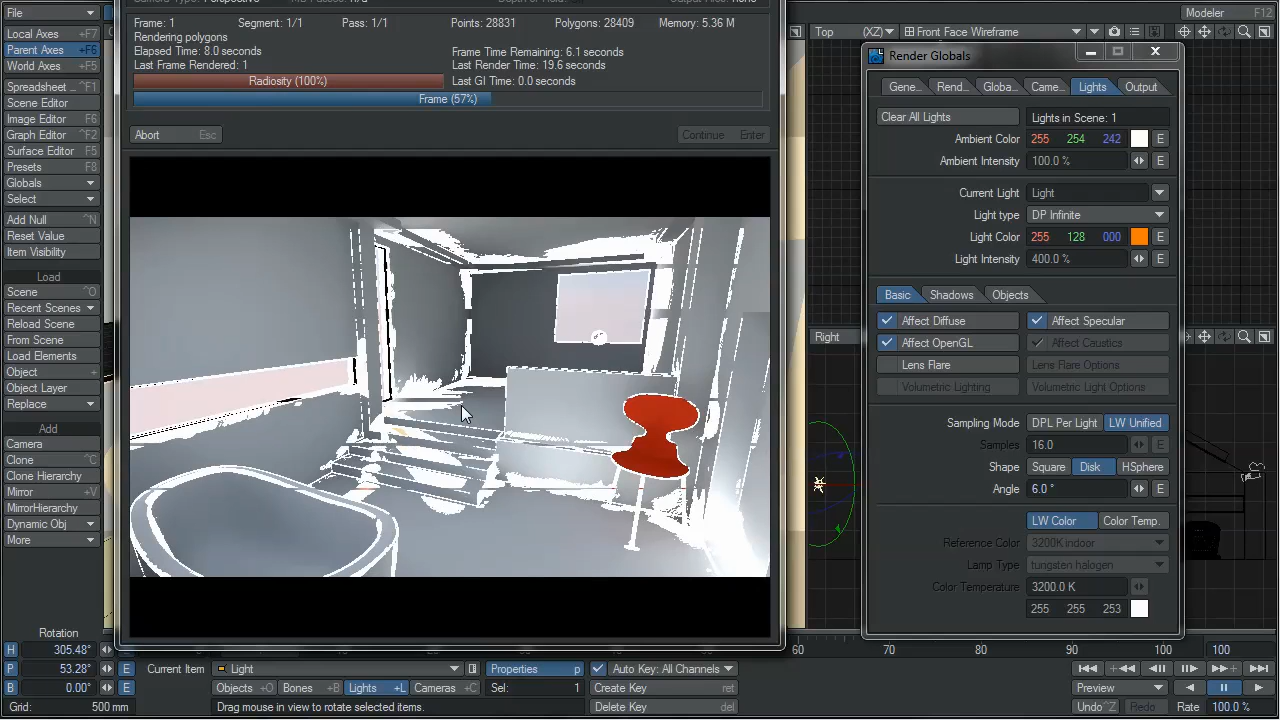 File
Local Axes +F7
Parent Axes +F6
World Axes +F5
Spreadsheet ... ^F1
Scene Editor
Image Editor F6
Graph Editor ^F2
Surface Editor F5
Presets F8
Globals
Select
Add Null ^N
Reset Value
Item Visibility
Load
Scene ^O
Recent Scenes
Reload Scene
From Scene
Load Elements
Object +
Object Layer
Replace
Add
Camera
Clone ^C
Clone Hierarchy
Mirror +V
MirrorHierarchy
Dynamic Obj
More
Rotation
H 305.48° E
P 53.28° E
B 0.00° E
Grid: 500 mm
Frame: 1 Segment: 1/1 Pass: 1/1 Points: 28831 Polygons: 28409 Memory: 5.36 M
Rendering polygons
Elapsed Time: 8.0 seconds Frame Time Remaining: 6.1 seconds
Last Frame Rendered: 1 Last Render Time: 19.6 seconds
Radiosity (100%) Last GI Time: 0.0 seconds
Frame (57%)
Abort Esc Continue Enter
Top (XZ) Front Face Wireframe
Modeler F12
Right
Render Globals
Gene... Rend... Globa... Came... Lights Output
Clear All Lights Lights in Scene: 1
Ambient Color 255 254 242 E
Ambient Intensity 100.0 % E
Current Light Light
Light type DP Infinite
Light Color 255 128 000 E
Light Intensity 400.0 % E
Basic Shadows Objects
Affect Diffuse Affect Specular
Affect OpenGL Affect Caustics
Lens Flare Lens Flare Options
Volumetric Lighting Volumetric Light Options
Sampling Mode DPL Per Light LW Unified
Samples 16.0 E
Shape Square Disk HSphere
Angle 6.0 ° E
LW Color Color Temp.
Reference Color 3200K indoor
Lamp Type tungsten halogen
Color Temperature 3200.0 K
255 255 253
60 70 80 90 100 100
Current Item Light Properties p Auto Key: All Channels
Objects +O Bones +B Lights +L Cameras +C Sel: 1 Create Key ret
Drag mouse in view to rotate selected items. Delete Key del
Preview
Undo ^Z Redo Rate 100.0 %